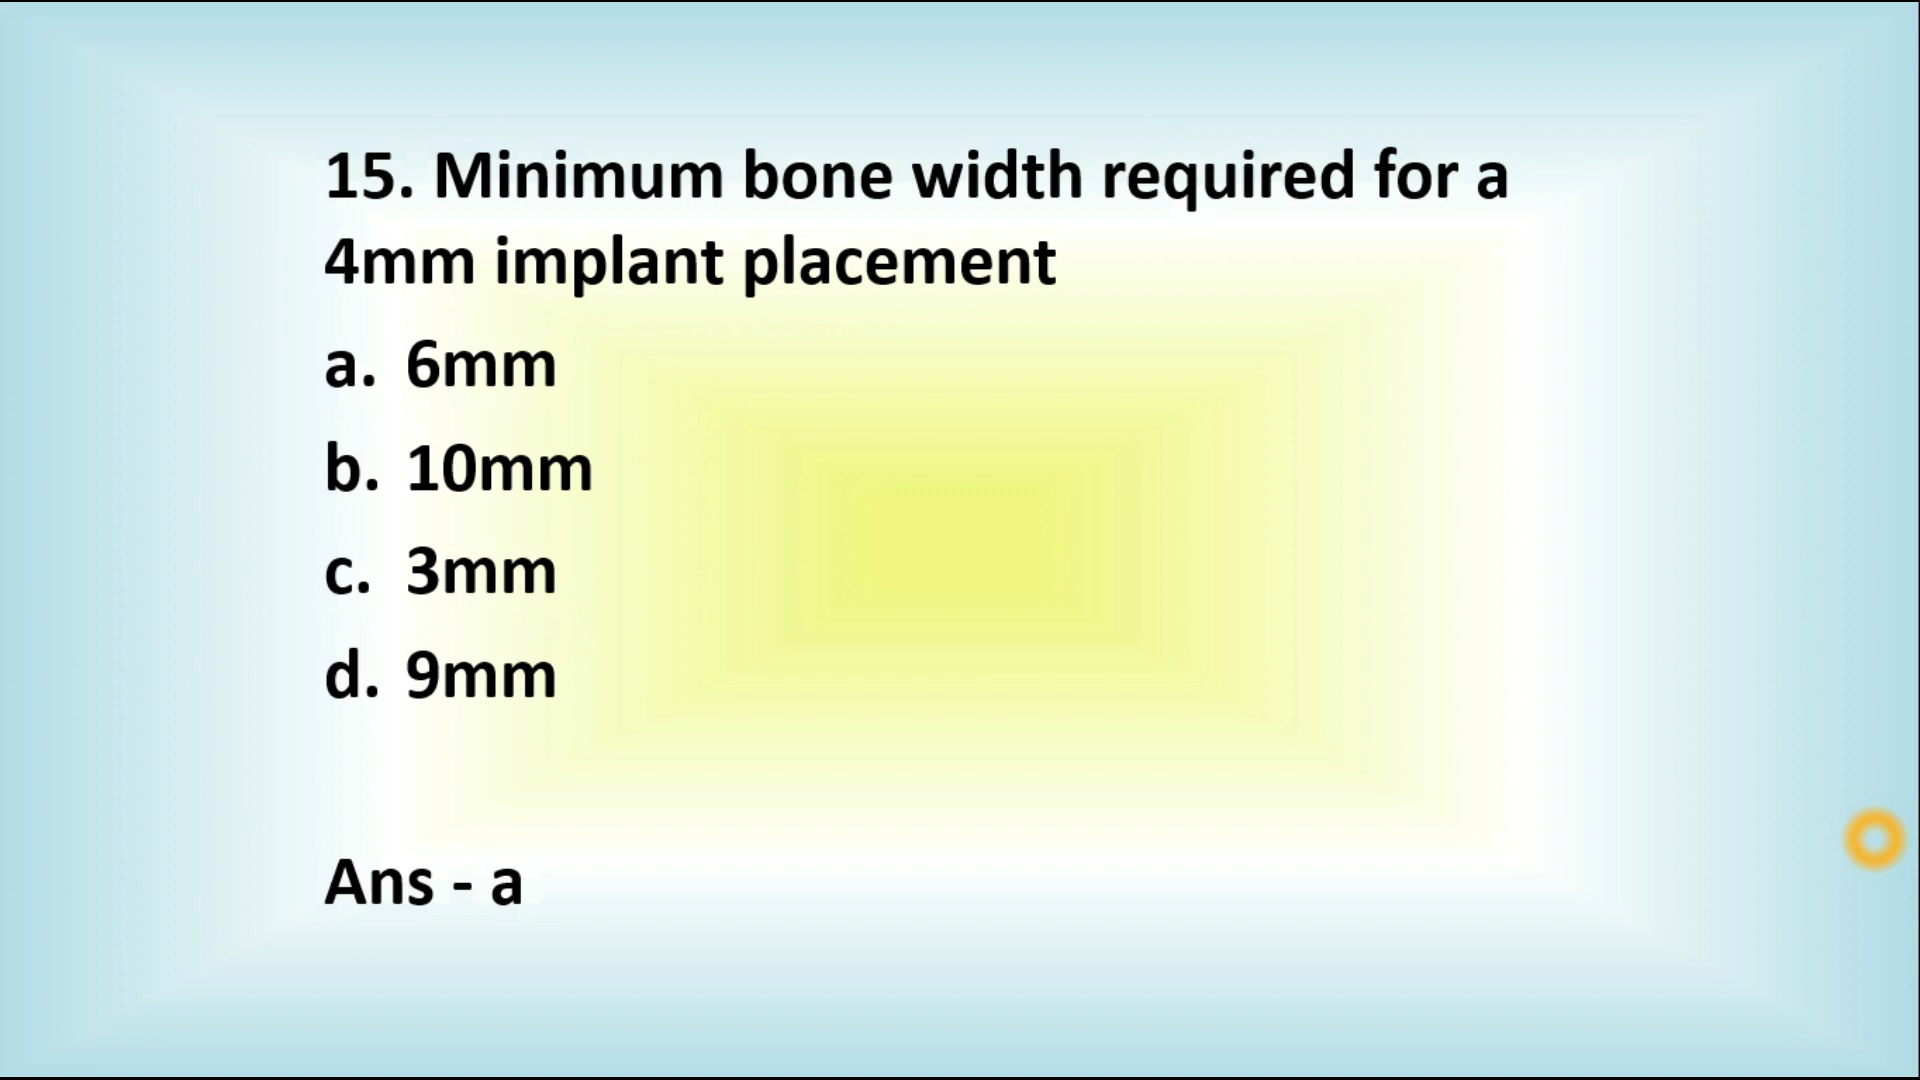 15. Minimum bone width required for a
4mm implant placement
a. 6mm
b. 10mm
c. 3mm
d. 9mm
Ans - a